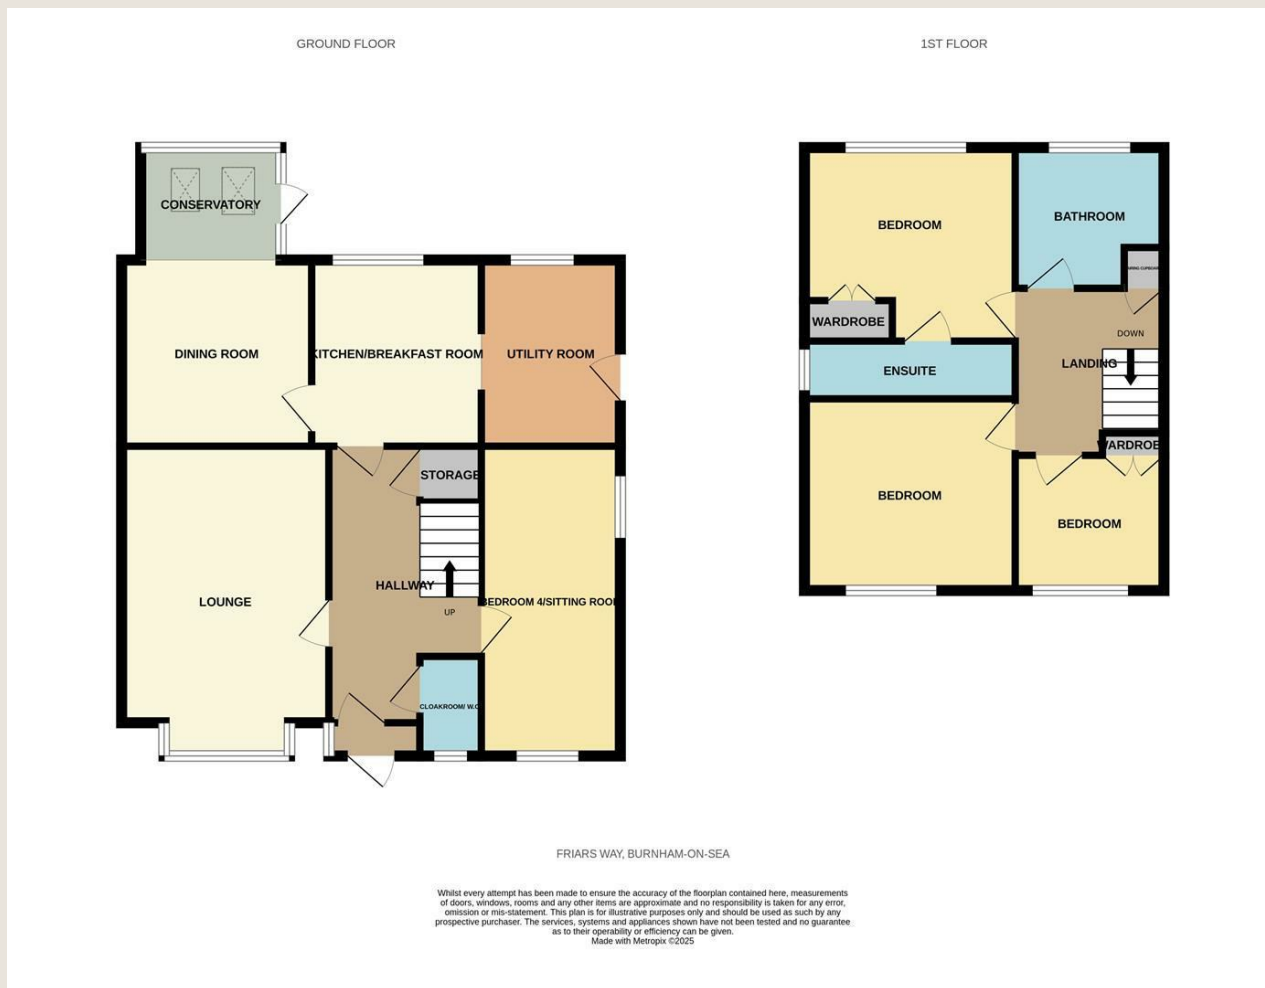 GROUND FLOOR
1ST FLOOR
CONSERVATORY
DINING ROOM
KITCHEN/BREAKFAST ROOM
UTILITY ROOM
STORAGE
LOUNGE
HALLWAY
UP
BEDROOM 4/SITTING ROOM
CLOAKROOM/ W.C
BEDROOM
BATHROOM
WARDROBE
DOWN
ENSUITE
LANDING
WARDROBE
BEDROOM
BEDROOM
FRIARS WAY, BURNHAM-ON-SEA
Whilst every attempt has been made to ensure the accuracy of the floorplan contained here, measurements
of doors, windows, rooms and any other items are approximate and no responsibility is taken for any error,
omission or mis-statement. This plan is for illustrative purposes only and should be used as such by any
prospective purchaser. The services, systems and appliances shown have not been tested and no guarantee
as to their operability or efficiency can be given.
Made with Metropix ©2025